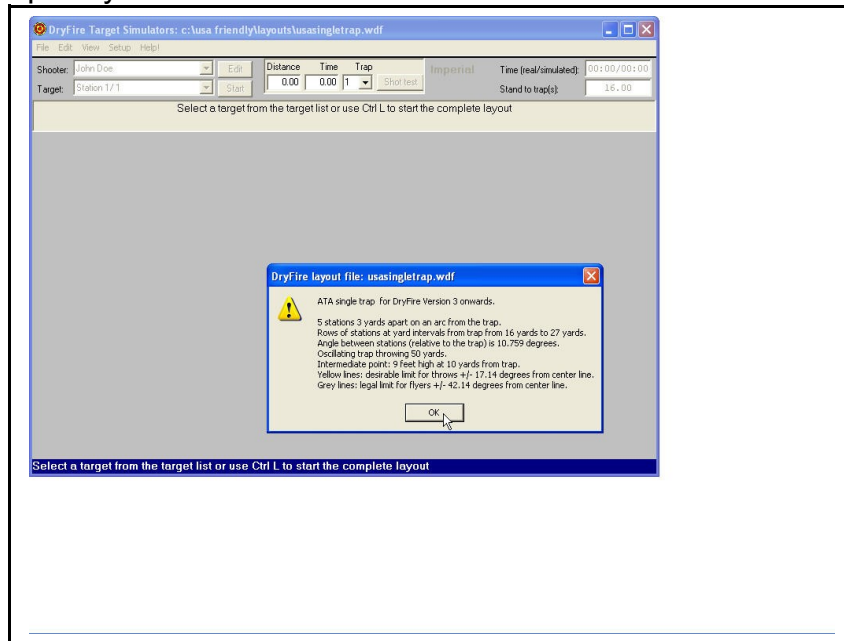 DryFire Target Simulators: c:\usa friendly\layouts\usasingletrap.wdf
File Edit View Setup Help!
Shooter: John Doe Edit Distance Time Trap Imperial Time (real/simulated): 00:00/00:00
Target: Station 1/1 Start 0.00 0.00 1 Shot test Stand to trap(s): 16.00
Select a target from the target list or use Ctrl L to start the complete layout
DryFire layout file: usasingletrap.wdf
ATA single trap for DryFire Version 3 onwards.
5 stations 3 yards apart on an arc from the trap.
Rows of stations at yard intervals from trap from 16 yards to 27 yards.
Angle between stations (relative to the trap) is 10.759 degrees.
Oscillating trap throwing 50 yards.
Intermediate point: 9 feet high at 10 yards from trap.
Yellow lines: desirable limit for throws +/- 17.14 degrees from center line.
Grey lines: legal limit for flyers +/- 42.14 degrees from center line.
OK
Select a target from the target list or use Ctrl L to start the complete layout